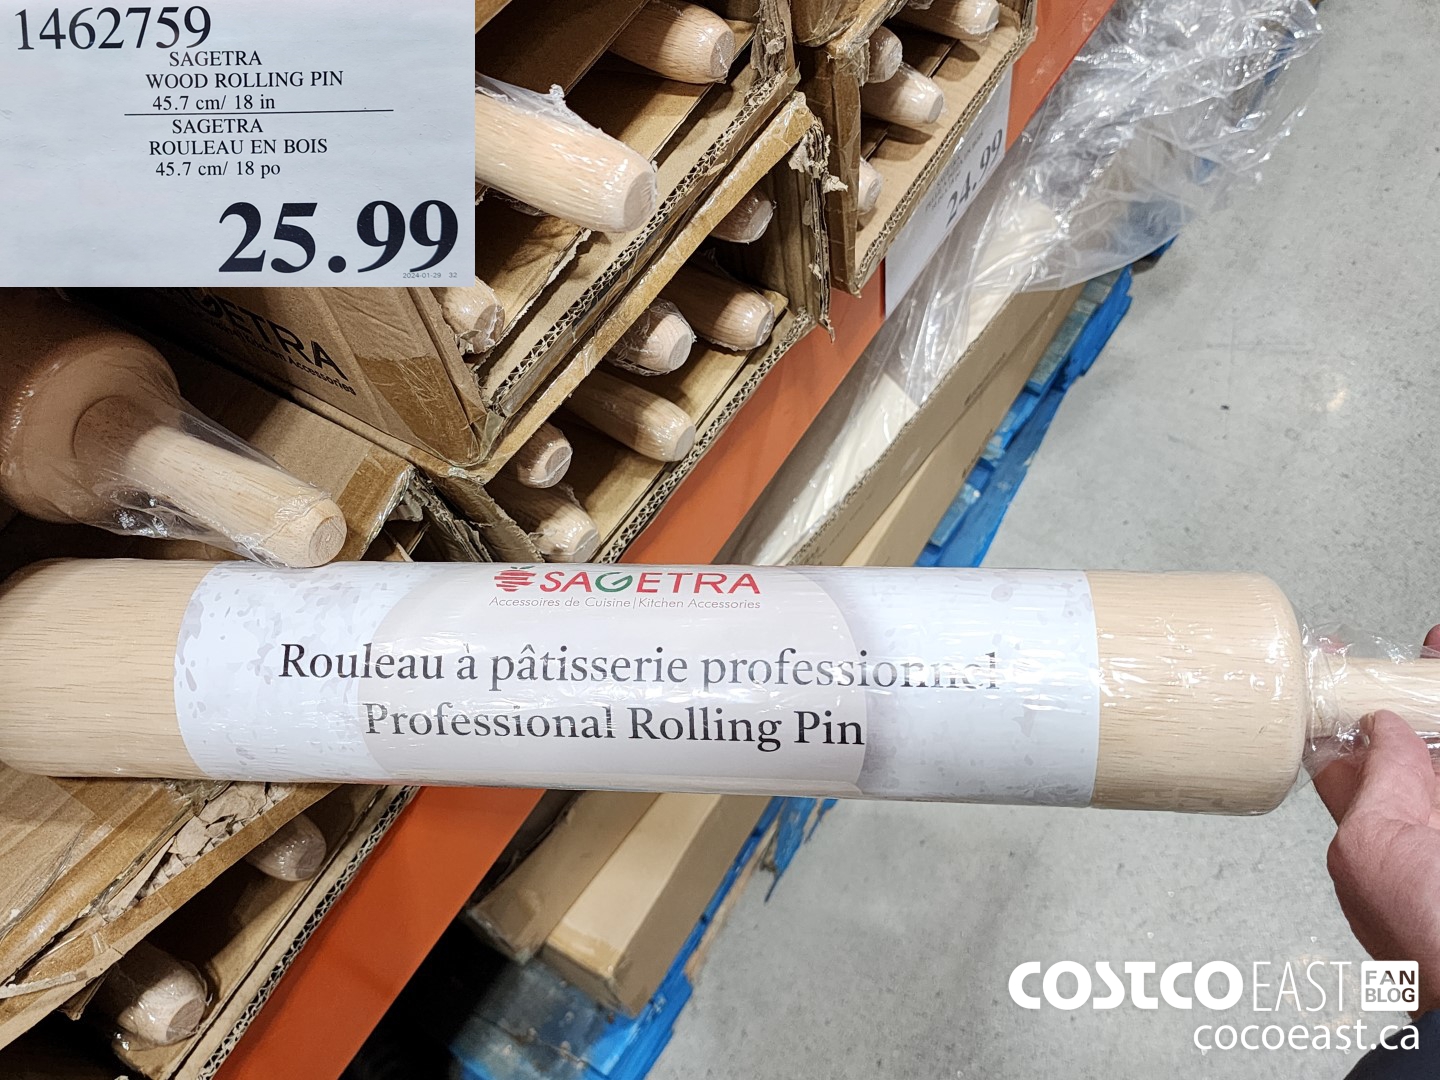 1462759
SAGETRA
WOOD ROLLING PIN
45.7 cm/ 18 in
SAGETRA
ROULEAU EN BOIS
45.7 cm/ 18 po
25.99
2024-01-29 32
24.99
ETRA
Accessories
SAGETRA
Accessoires de Cuisine|Kitchen Accessories
Rouleau à pâtisserie professionnel
Professional Rolling Pin
COSTCO EAST FAN BLOG
cocoeast.ca